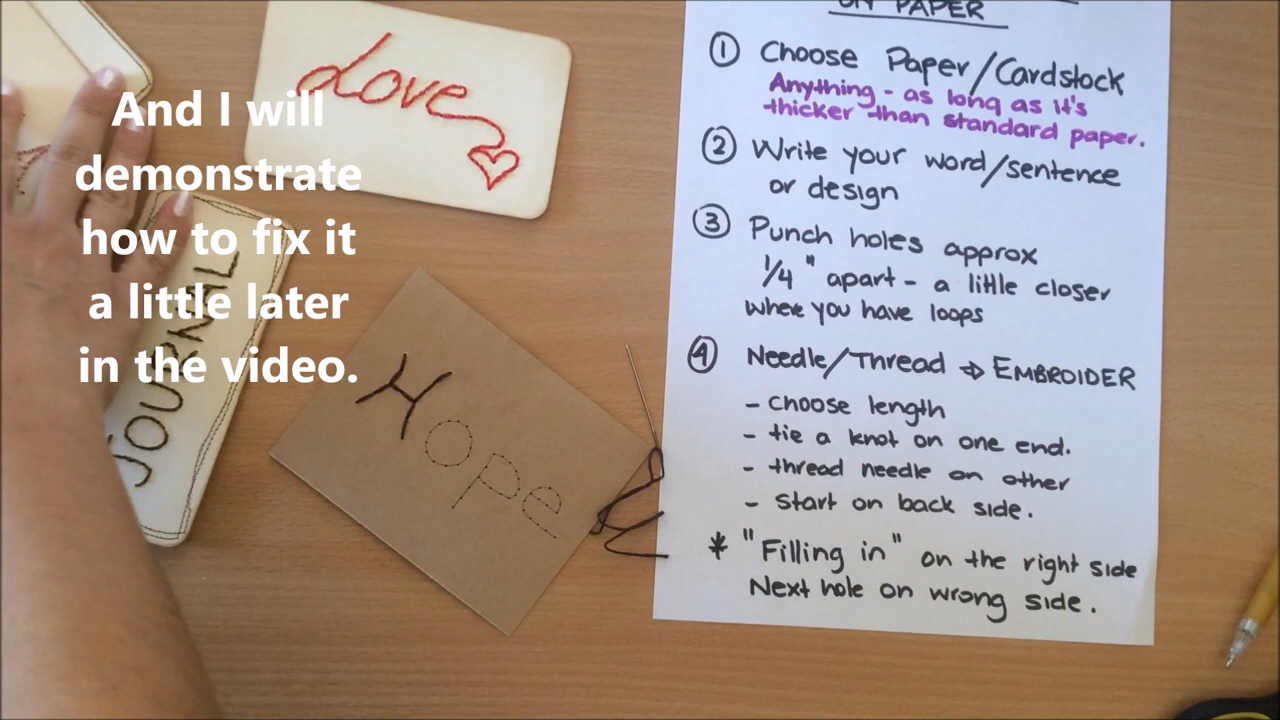 And I will
demonstrate
how to fix it
a little later
in the video.
Love
JOURNAL
Hope
ON PAPER
① Choose Paper/Cardstock
Anything - as long as it's
thicker than standard paper.
② Write your word/sentence
or design
③ Punch holes approx
1/4" apart - a little closer
where you have loops
④ Needle/Thread ⇒ EMBROIDER
- choose length
- tie a knot on one end.
- thread needle on other
- Start on back side.
* "Filling in" on the right side
Next hole on wrong side.